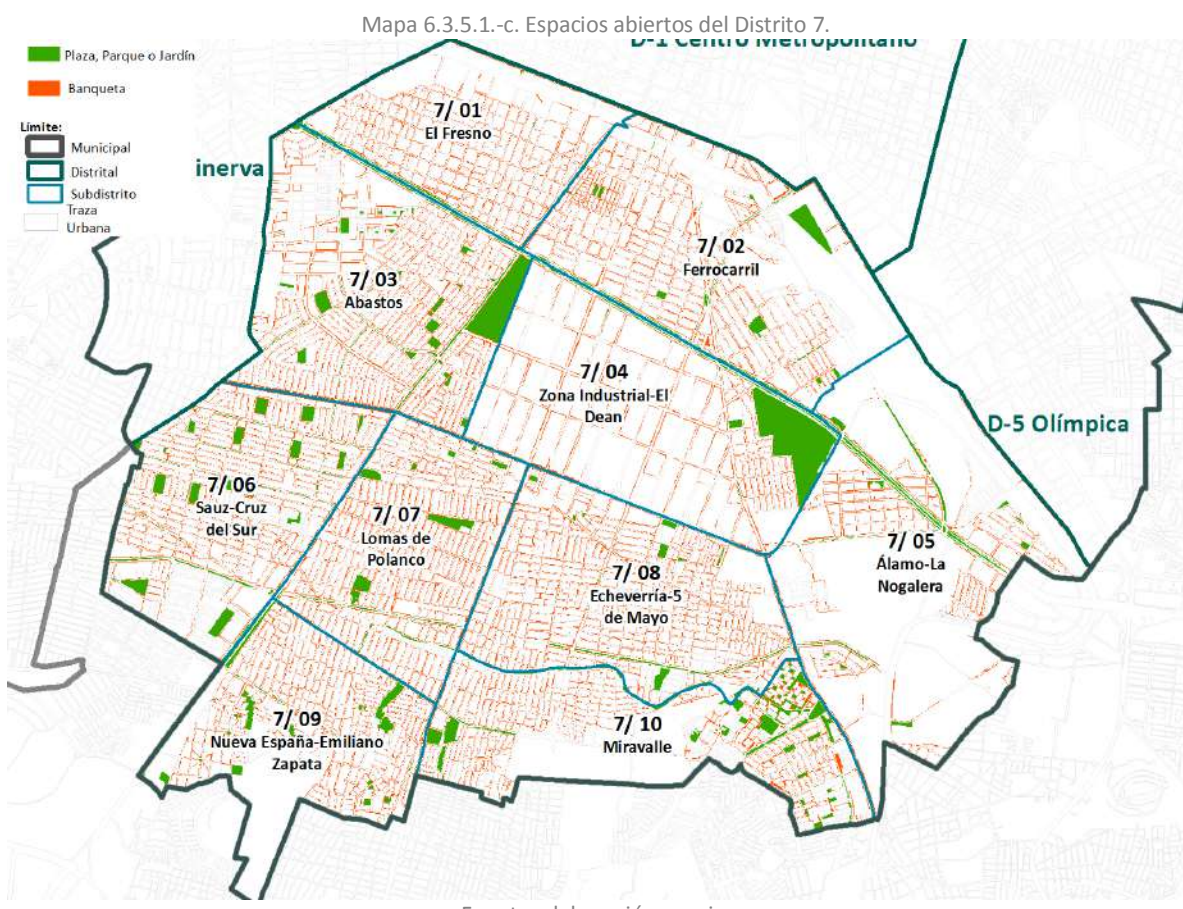 Mapa 6.3.5.1.-c. Espacios abiertos del Distrito 7.
D-1 Centro Metropolitano
Plaza, Parque o Jardín
Banqueta
Límite:
Municipal
Distrital
Subdistrito
Traza
Urbana
inerva
7/ 01
El Fresno
7/ 02
Ferrocarril
7/ 03
Abastos
7/ 04
Zona Industrial-El
Dean
D-5 Olímpica
7/ 06
Sauz-Cruz
del Sur
7/ 07
Lomas de
Polanco
7/ 05
Álamo-La
Nogalera
7/ 08
Echeverría-5
de Mayo
7/ 09
Nueva España-Emiliano
Zapata
7/ 10
Miravalle